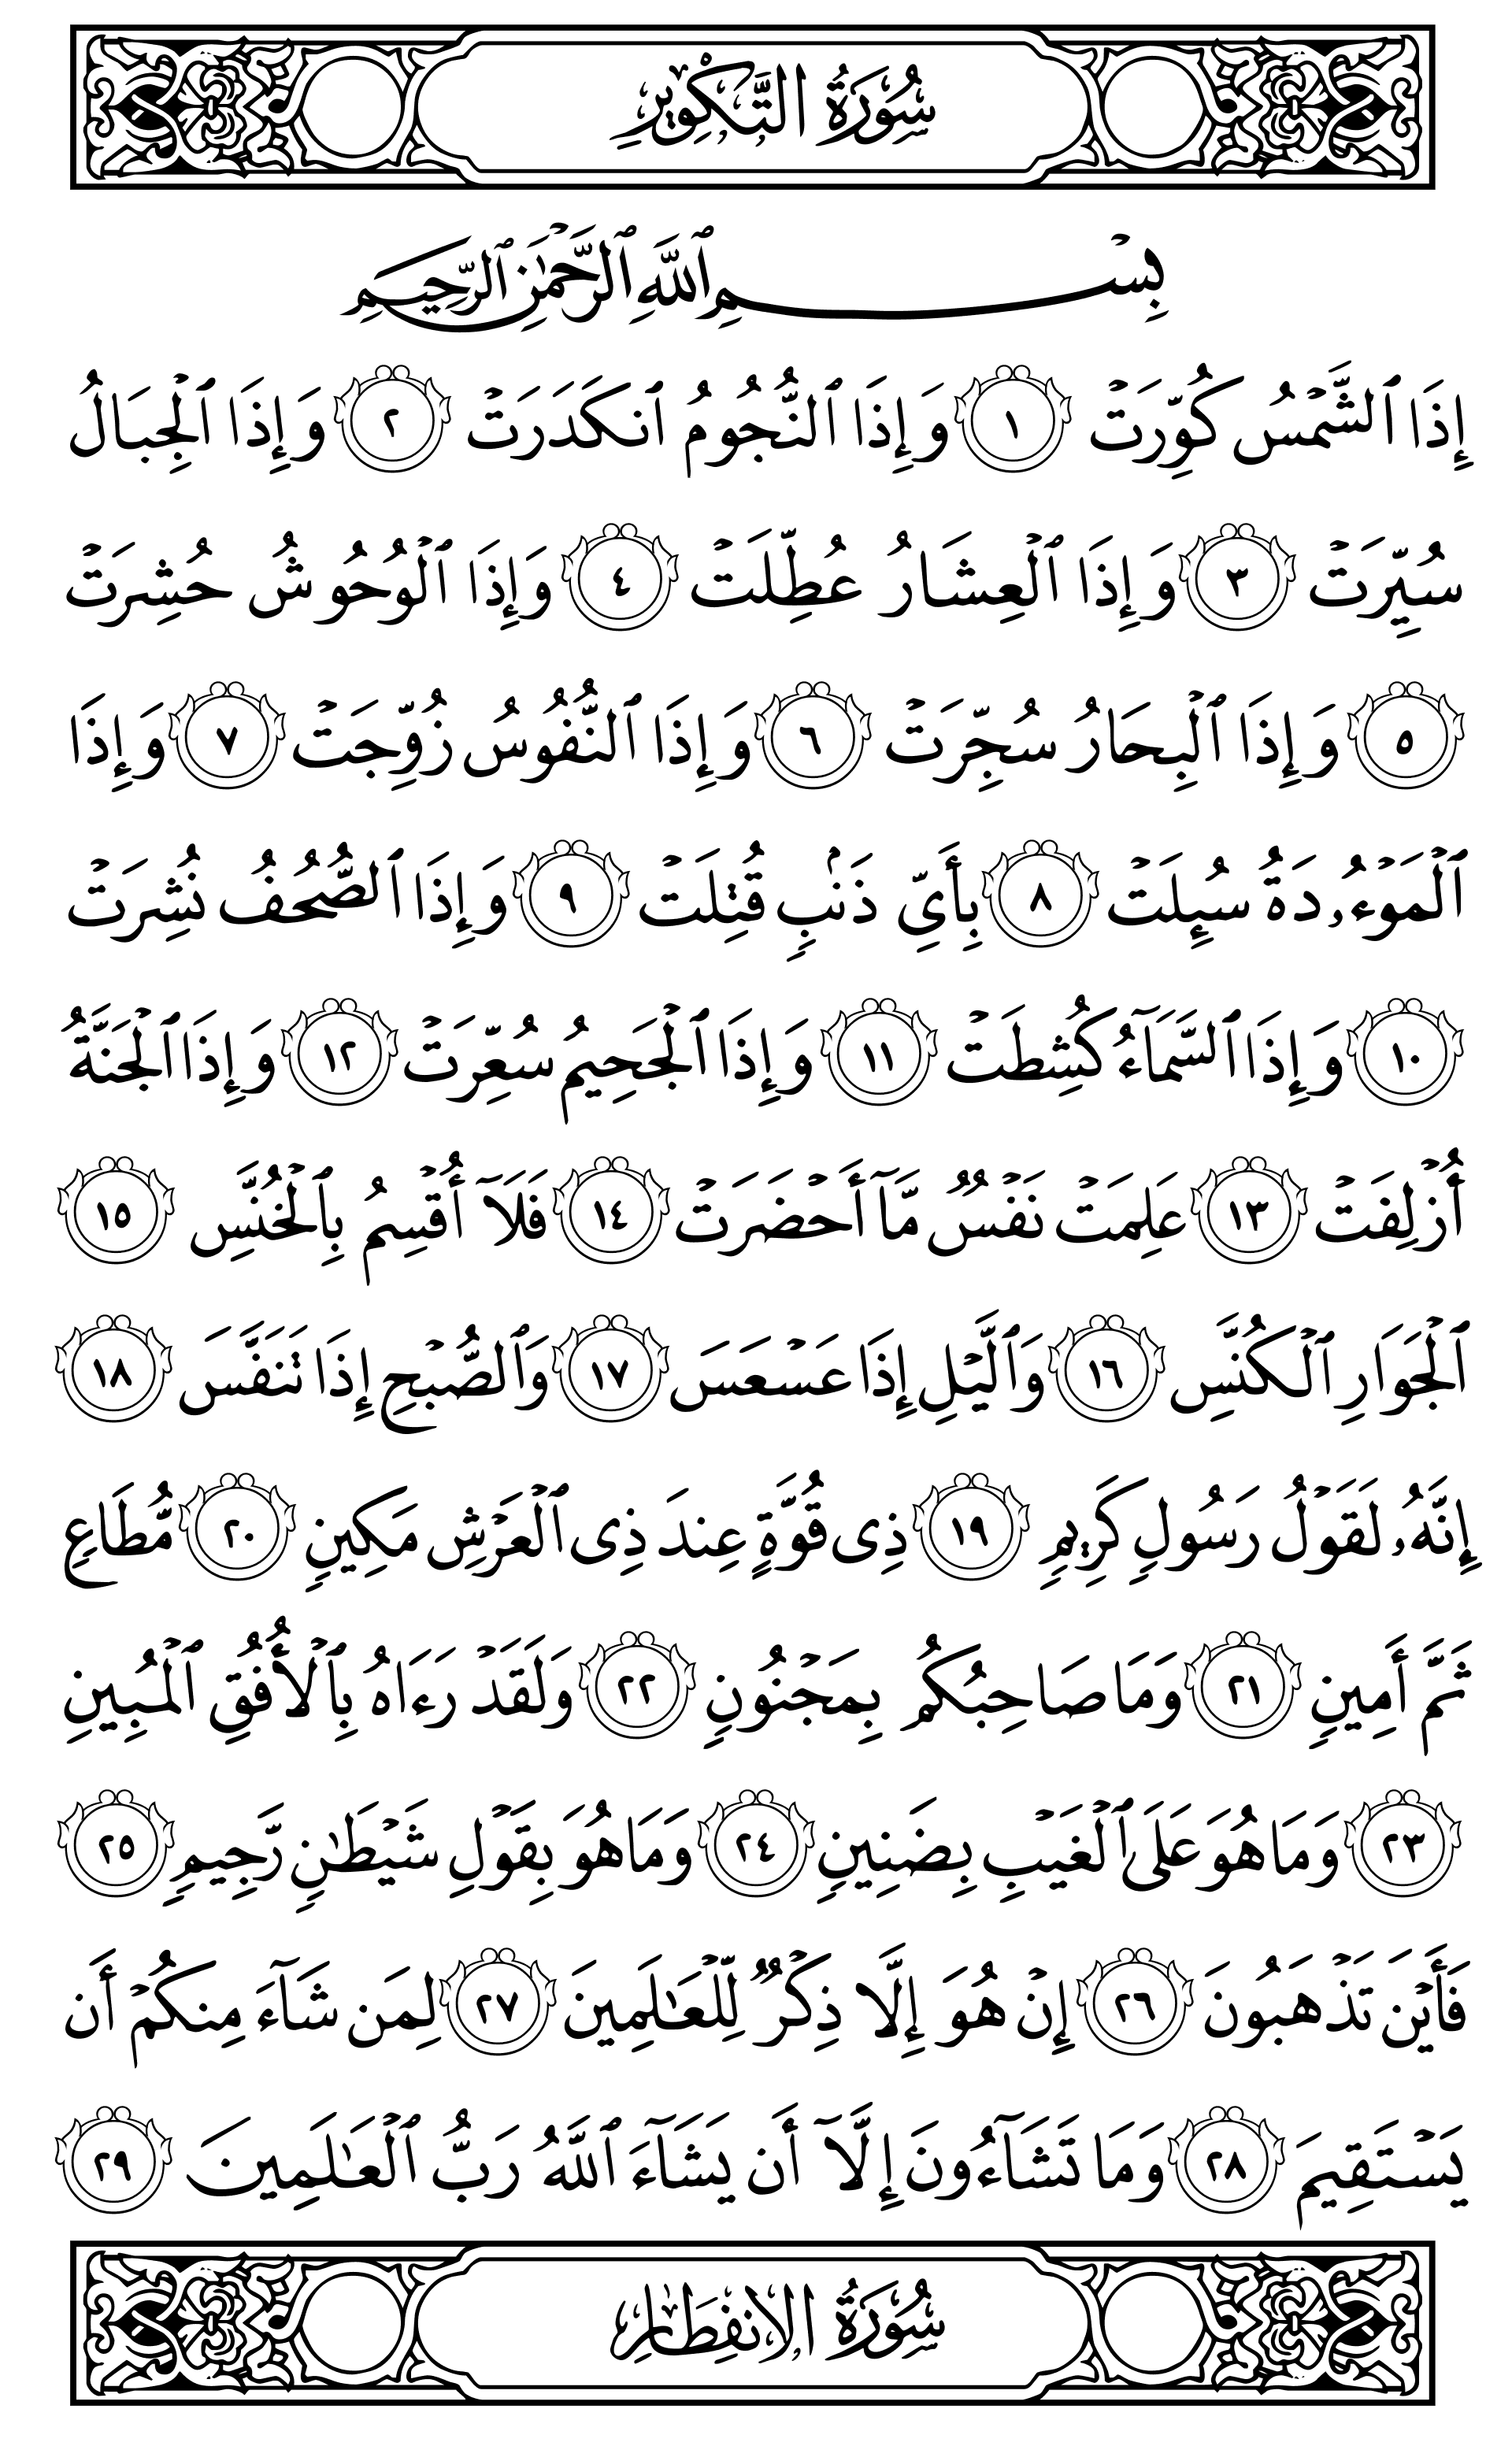 سُورَةُ التَّكْوِيرِ
بِسْمِ ٱللَّهِ ٱلرَّحْمَٰنِ ٱلرَّحِيمِ
إِذَا ٱلشَّمْسُ كُوِّرَتْ ١ وَإِذَا ٱلنُّجُومُ ٱنكَدَرَتْ ٢ وَإِذَا ٱلْجِبَالُ
سُيِّرَتْ ٣ وَإِذَا ٱلْعِشَارُ عُطِّلَتْ ٤ وَإِذَا ٱلْوُحُوشُ حُشِرَتْ
٥ وَإِذَا ٱلْبِحَارُ سُجِّرَتْ ٦ وَإِذَا ٱلنُّفُوسُ زُوِّجَتْ ٧ وَإِذَا
ٱلْمَوْءُۥدَةُ سُئِلَتْ ٨ بِأَىِّ ذَنۢبٍ قُتِلَتْ ٩ وَإِذَا ٱلصُّحُفُ نُشِرَتْ
١٠ وَإِذَا ٱلسَّمَآءُ كُشِطَتْ ١١ وَإِذَا ٱلْجَحِيمُ سُعِّرَتْ ١٢ وَإِذَا ٱلْجَنَّةُ
أُزْلِفَتْ ١٣ عَلِمَتْ نَفْسٌ مَّآ أَحْضَرَتْ ١٤ فَلَآ أُقْسِمُ بِٱلْخُنَّسِ ١٥
ٱلْجَوَارِ ٱلْكُنَّسِ ١٦ وَٱلَّيْلِ إِذَا عَسْعَسَ ١٧ وَٱلصُّبْحِ إِذَا تَنَفَّسَ ١٨
إِنَّهُۥ لَقَوْلُ رَسُولٍ كَرِيمٍ ١٩ ذِى قُوَّةٍ عِندَ ذِى ٱلْعَرْشِ مَكِينٍ ٢٠ مُّطَاعٍ
ثَمَّ أَمِينٍ ٢١ وَمَا صَاحِبُكُم بِمَجْنُونٍ ٢٢ وَلَقَدْ رَءَاهُ بِٱلْأُفُقِ ٱلْمُبِينِ
٢٣ وَمَا هُوَ عَلَى ٱلْغَيْبِ بِضَنِينٍ ٢٤ وَمَا هُوَ بِقَوْلِ شَيْطَٰنٍ رَّجِيمٍ ٢٥
فَأَيْنَ تَذْهَبُونَ ٢٦ إِنْ هُوَ إِلَّا ذِكْرٌ لِّلْعَٰلَمِينَ ٢٧ لِمَن شَآءَ مِنكُمْ أَن
يَسْتَقِيمَ ٢٨ وَمَا تَشَآءُونَ إِلَّآ أَن يَشَآءَ ٱللَّهُ رَبُّ ٱلْعَٰلَمِينَ ٢٩
سُورَةُ الِانفِطَارِ